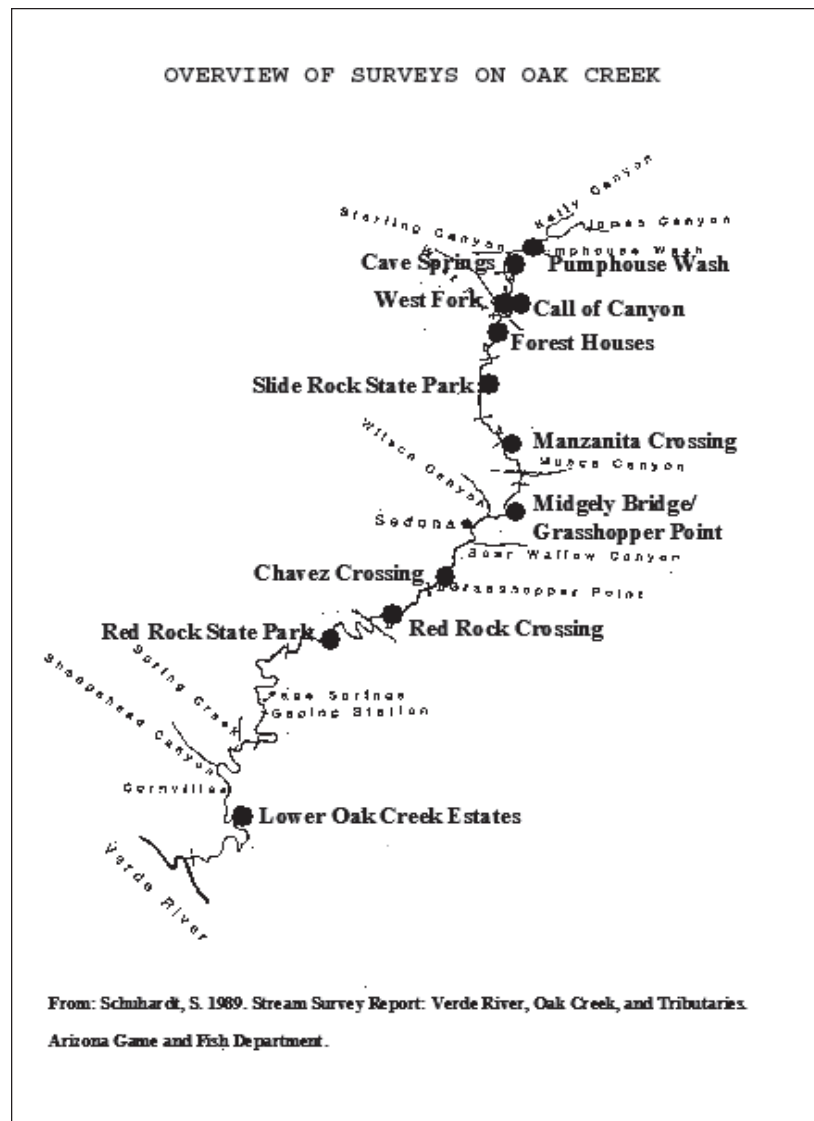 OVERVIEW OF SURVEYS ON OAK CREEK
Kelly Canyon
James Canyon
Sterling Canyon
mphouse Wash
Cave Springs
Pumphouse Wash
West Fork
Call of Canyon
Forest Houses
Slide Rock State Park
Wilson Canyon
Manzanita Crossing
Canyon
Midgely Bridge/
Grasshopper Point
Sedona
Bear Wallow Canyon
Chavez Crossing
Grasshopper Point
Red Rock State Park
Red Rock Crossing
Spring Creek
Sheepshead Canyon
Page Springs
Gaging Station
Cornville
Lower Oak Creek Estates
Verde River
From: Schuhardt, S. 1989. Stream Survey Report: Verde River, Oak Creek, and Tributaries.
Arizona Game and Fish Department.